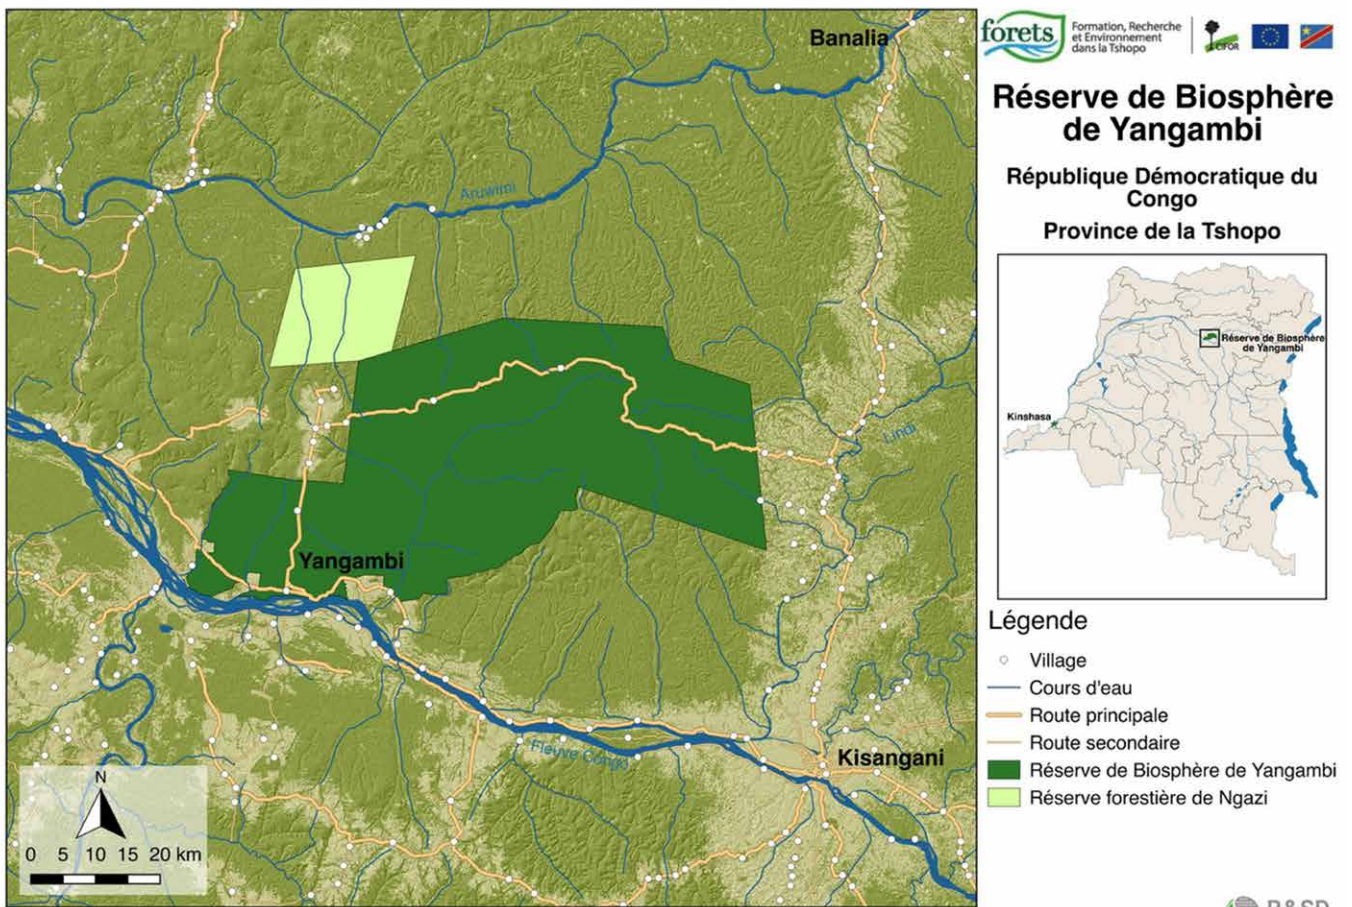 Banalia
Aruwimi
Lindi
Yangambi
Fleuve Congo
Kisangani
N
0 5 10 15 20 km
forets
Formation, Recherche
et Environnement
dans la Tshopo
CIFOR
Réserve de Biosphère
de Yangambi
République Démocratique du
Congo
Province de la Tshopo
Réserve de Biosphère
de Yangambi
Kinshasa
Légende
Village
Cours d'eau
Route principale
Route secondaire
Réserve de Biosphère de Yangambi
Réserve forestière de Ngazi